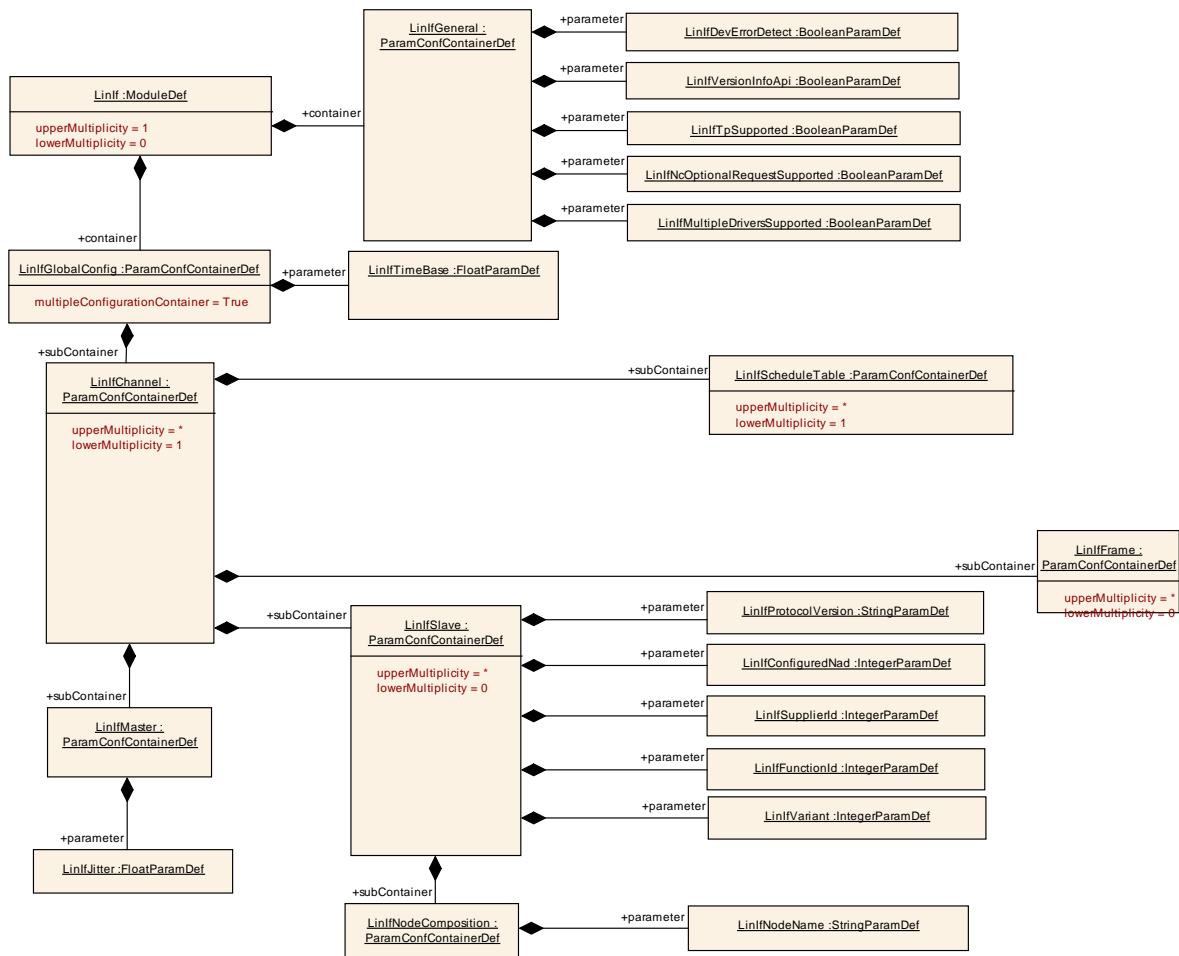 LinIfGeneral :
ParamConfContainerDef
+parameter
LinIfDevErrorDetect :BooleanParamDef
+parameter
LinIfVersionInfoApi :BooleanParamDef
LinIf :ModuleDef
upperMultiplicity = 1
lowerMultiplicity = 0
+container
+parameter
LinIfTpSupported :BooleanParamDef
+parameter
LinIfNcOptionalRequestSupported :BooleanParamDef
+parameter
LinIfMultipleDriversSupported :BooleanParamDef
+container
LinIfGlobalConfig :ParamConfContainerDef
multipleConfigurationContainer = True
+parameter
LinIfTimeBase :FloatParamDef
+subContainer
LinIfChannel :
ParamConfContainerDef
upperMultiplicity = *
lowerMultiplicity = 1
+subContainer
LinIfScheduleTable :ParamConfContainerDef
upperMultiplicity = *
lowerMultiplicity = 1
+subContainer
LinIfFrame :
ParamConfContainerDef
upperMultiplicity = *
lowerMultiplicity = 0
+subContainer
LinIfSlave :
ParamConfContainerDef
upperMultiplicity = *
lowerMultiplicity = 0
+parameter
LinIfProtocolVersion :StringParamDef
+parameter
LinIfConfiguredNad :IntegerParamDef
+parameter
LinIfSupplierId :IntegerParamDef
+parameter
LinIfFunctionId :IntegerParamDef
+parameter
LinIfVariant :IntegerParamDef
+subContainer
LinIfMaster :
ParamConfContainerDef
+parameter
LinIfJitter :FloatParamDef
+subContainer
LinIfNodeComposition :
ParamConfContainerDef
+parameter
LinIfNodeName :StringParamDef